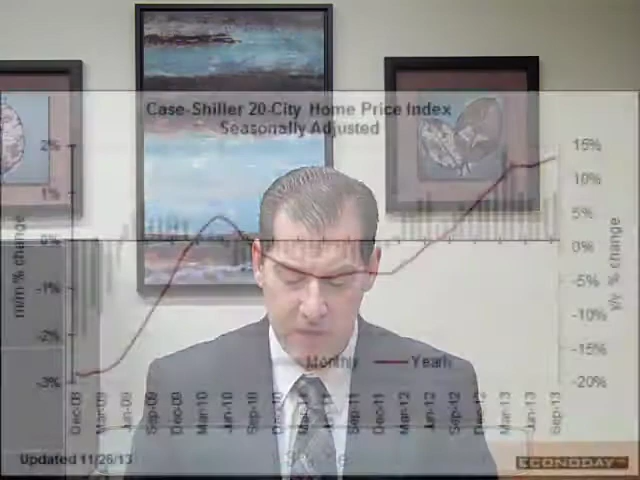 Case-Shiller 20-City Home Price Index
Seasonally Adjusted
2%
1%
0%
-1%
-2%
-3%
m/m % change
15%
10%
5%
0%
-5%
-10%
-15%
-20%
y/y % change
Monthly
Yearly
Dec-08
Mar-09
Jun-09
Sep-09
Dec-09
Mar-10
Jun-10
Sep-10
Dec-10
Mar-11
Jun-11
Sep-11
Dec-11
Mar-12
Jun-12
Sep-12
Dec-12
Mar-13
Jun-13
Sep-13
Updated 11/26/13
ECONODAY